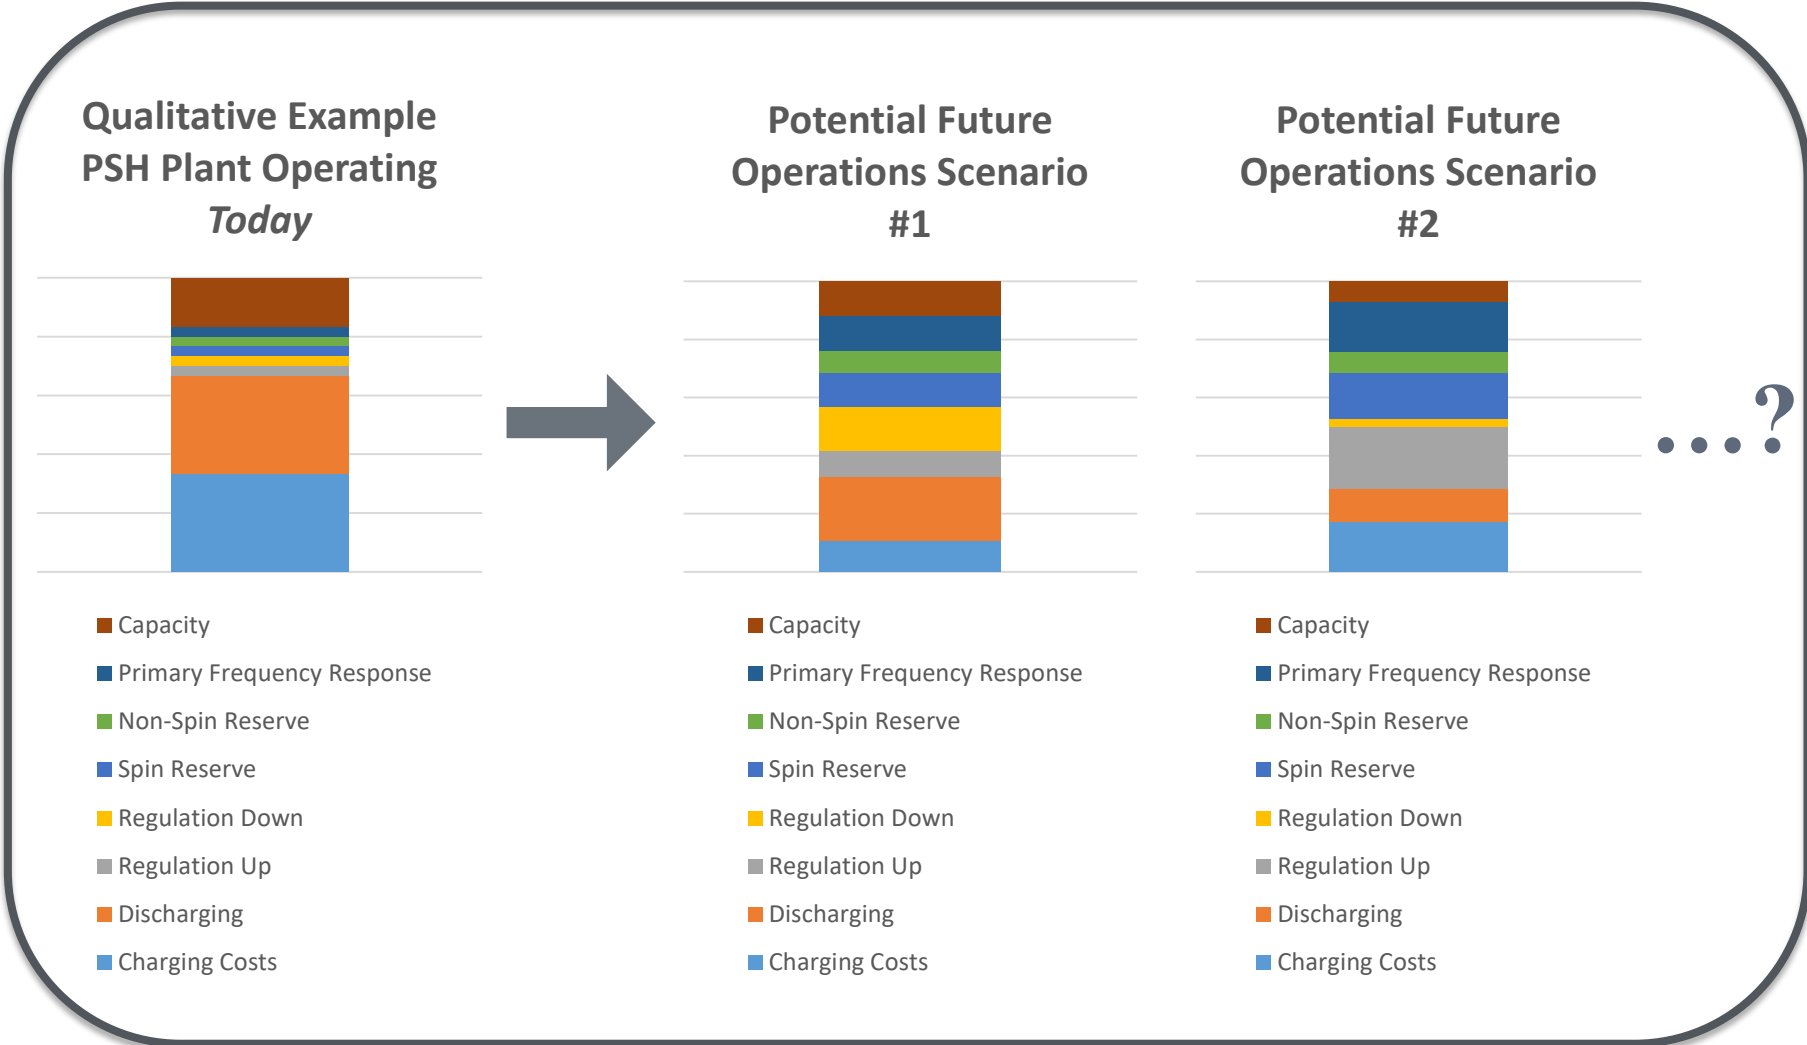 Qualitative Example
PSH Plant Operating
Today
Potential Future
Operations Scenario
#1
Potential Future
Operations Scenario
#2
....?
Capacity
Primary Frequency Response
Non-Spin Reserve
Spin Reserve
Regulation Down
Regulation Up
Discharging
Charging Costs
Capacity
Primary Frequency Response
Non-Spin Reserve
Spin Reserve
Regulation Down
Regulation Up
Discharging
Charging Costs
Capacity
Primary Frequency Response
Non-Spin Reserve
Spin Reserve
Regulation Down
Regulation Up
Discharging
Charging Costs